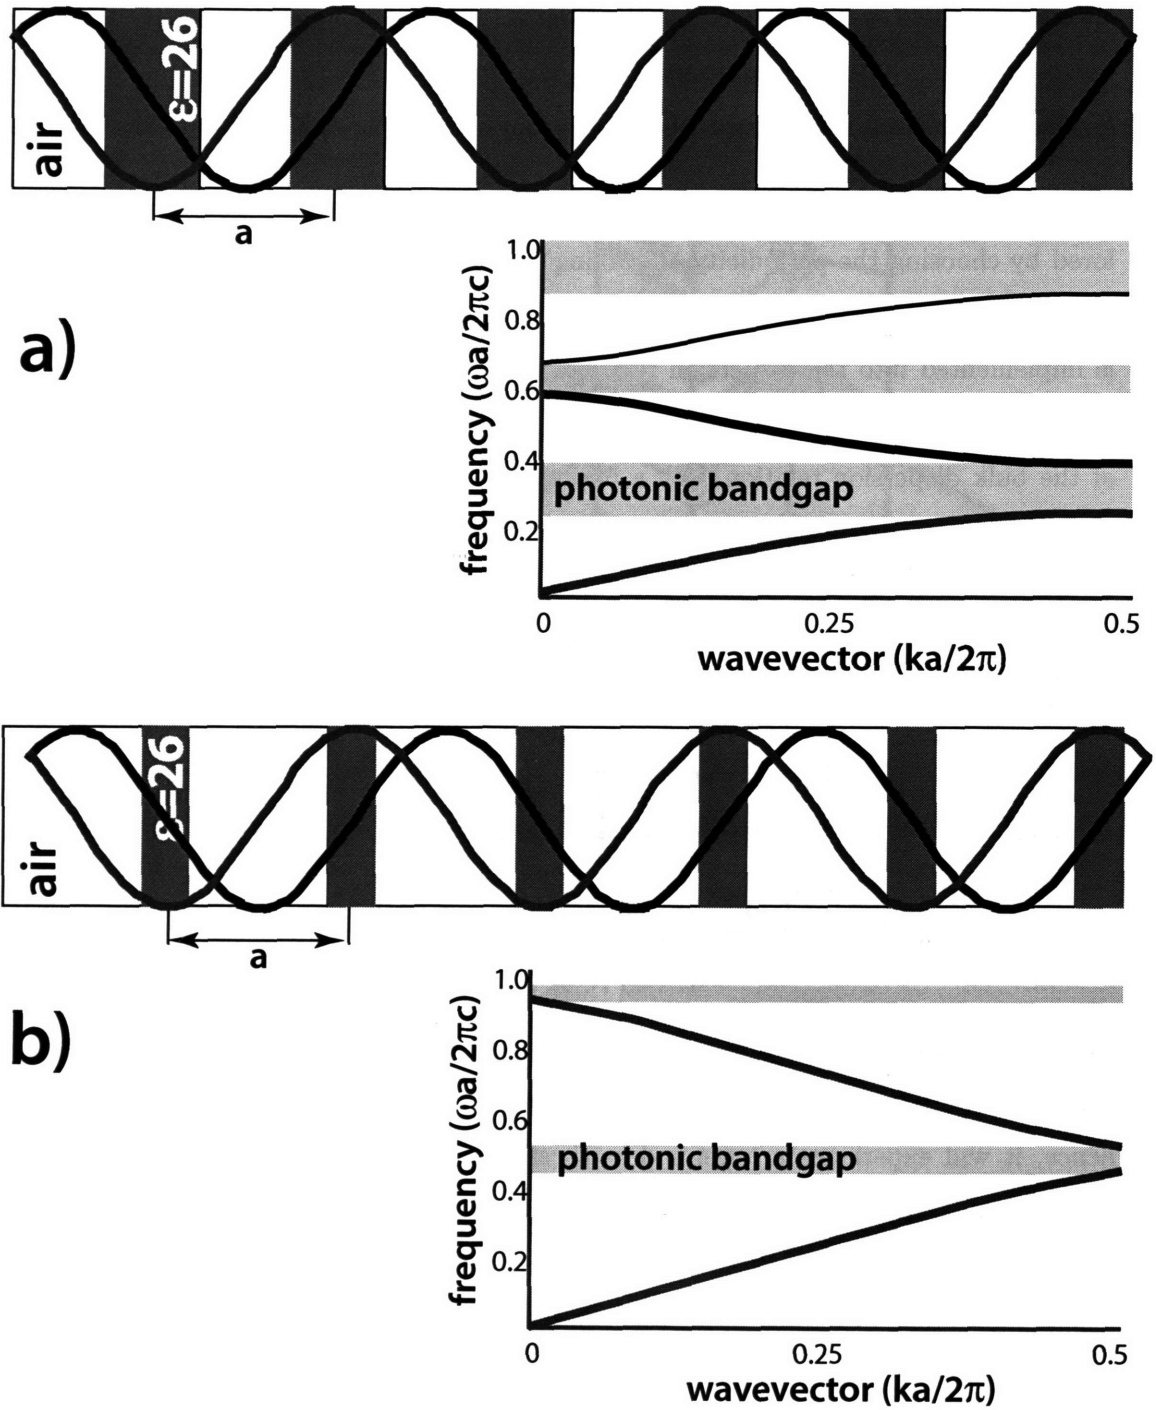 ε=26
air
a
a)
frequency (ωa/2πc)
1.0
0.8
0.6
0.4
0.2
photonic bandgap
0 0.25 0.5
wavevector (ka/2π)
ε=26
air
a
b)
frequency (ωa/2πc)
1.0
0.8
0.6
0.4
0.2
photonic bandgap
0 0.25 0.5
wavevector (ka/2π)